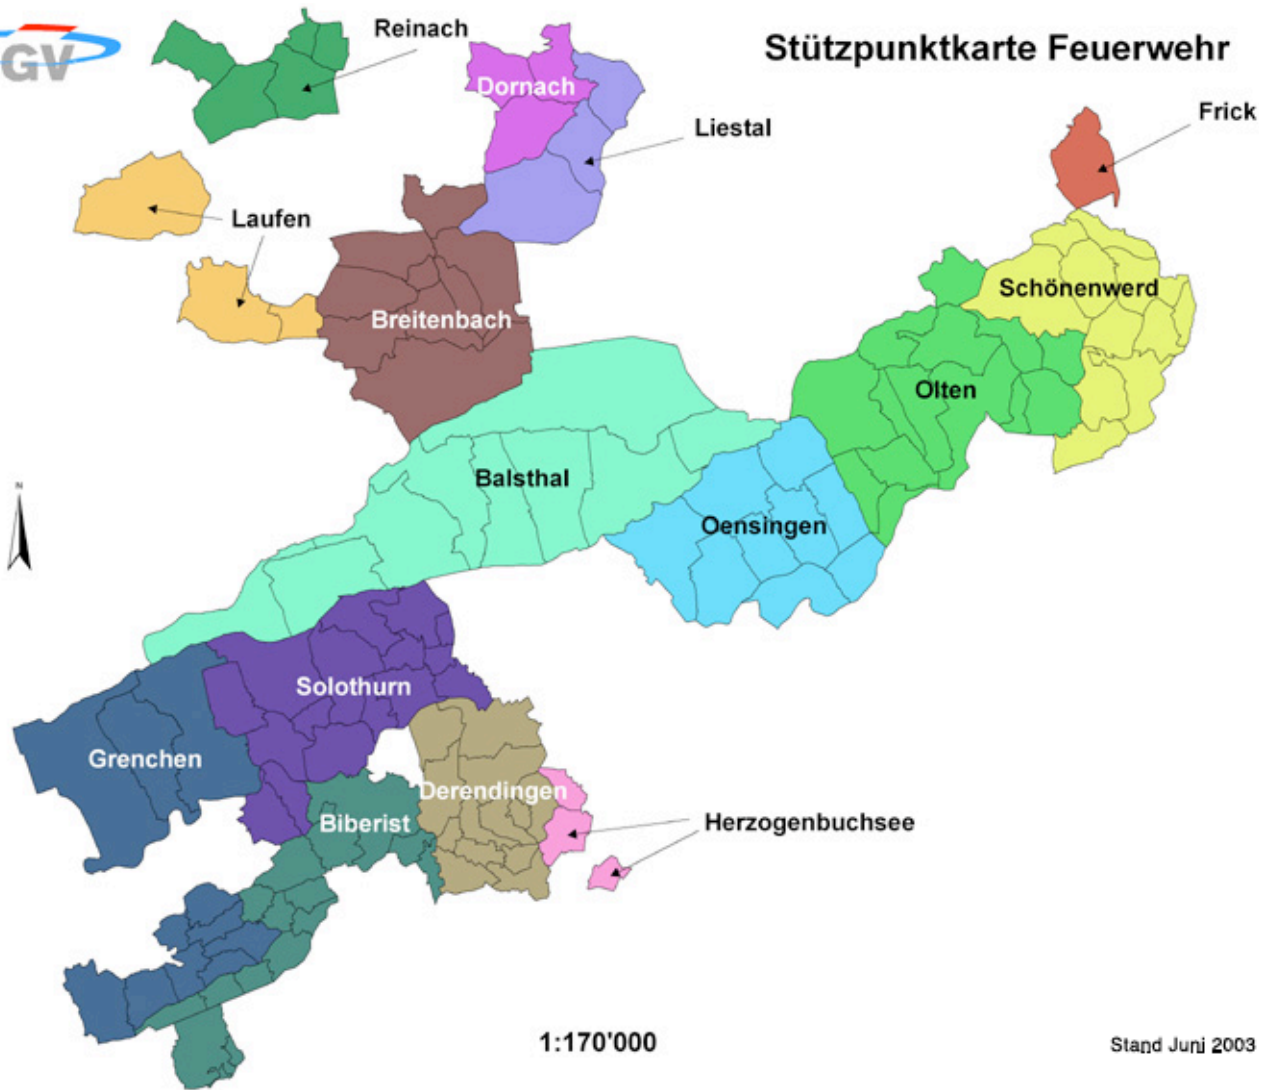 GV
Reinach
Stützpunktkarte Feuerwehr
Dornach
Frick
Liestal
Laufen
Schönenwerd
Breitenbach
Olten
Balsthal
N
Oensingen
Solothurn
Grenchen
Derendingen
Biberist
Herzogenbuchsee
1:170'000
Stand Juni 2003